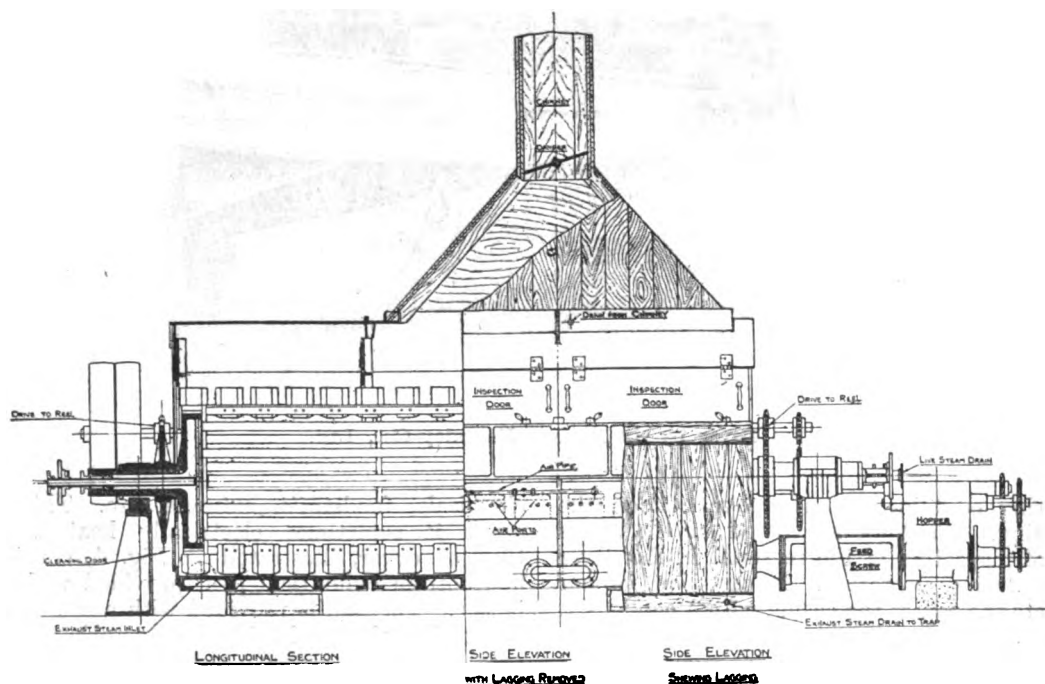 CHIMNEY
DRAIN FROM CHIMNEY
INSPECTION
DOOR
INSPECTION
DOOR
DRIVE TO REEL
DRIVE TO REEL
AIR PIPE
LIVE STEAM DRAIN
AIR PORTS
HOPPER
CLEANING DOOR
FEED
SCREW
EXHAUST STEAM INLET
EXHAUST STEAM DRAIN TO TRAP
LONGITUDINAL SECTION
SIDE ELEVATION
WITH LAGGING REMOVED
SIDE ELEVATION
SHEWING LAGGING